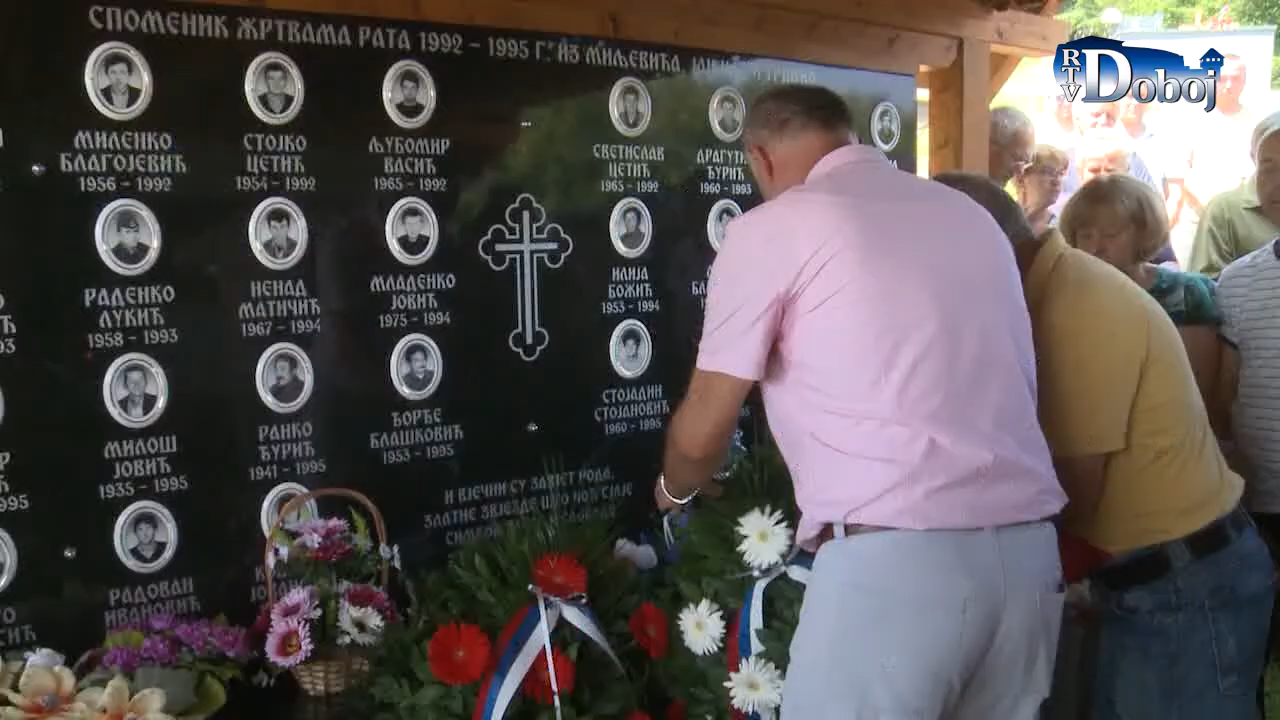 СПОМЕНИК ЖРТВАМА РАТА 1992 – 1995 Г. ИЗ МИЉЕВИЋА,
RTV Doboj
МИЛЕНКО
БЛАГОЈЕВИЋ
1956 – 1992
СТОЈКО
ЦЕТИЋ
1954 – 1992
ЉУБОМИР
ВАСИЋ
1965 – 1992
СВЕТИСЛАВ
ЦЕТИЋ
1965 – 1992
ЂУРИЋ
1960 – 1993
РАДЕНКО
ЛУКИЋ
1958 – 1993
НЕНАД
МАТИЧИЋ
1967 – 1994
МЛАДЕНКО
ЈОВИЋ
1975 – 1994
ИЛИЈА
БОЖИЋ
1953 – 1994
МИЛОШ
ЈОВИЋ
1935 – 1995
РАНКО
ЂУРИЋ
1941 – 1995
ЂОРЂЕ
БЛАШКОВИЋ
1953 – 1995
СТОЈАДИН
СТОЈАНОВИЋ
1960 – 1995
РАДОВАН
ИВАНОВИЋ
И ВЈЕЧНИ СУ ЗАВЈЕТ РОДА,
ЗЛАТНЕ ЗВЈЕЗДЕ ШТО НОЋ СИЈЕ